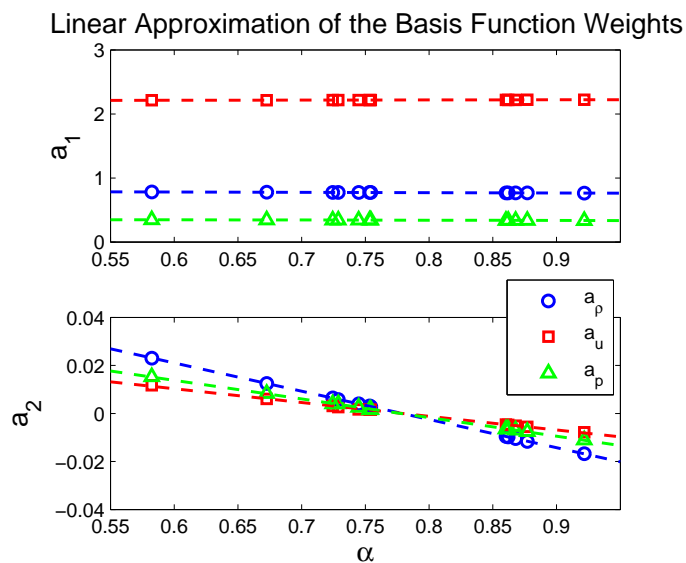 Linear Approximation of the Basis Function Weights
3
2
1
0
a₁
0.55 0.6 0.65 0.7 0.75 0.8 0.85 0.9
aρ
aᵤ
aₚ
0.04
0.02
0
−0.02
−0.04
a₂
0.55 0.6 0.65 0.7 0.75 0.8 0.85 0.9
α